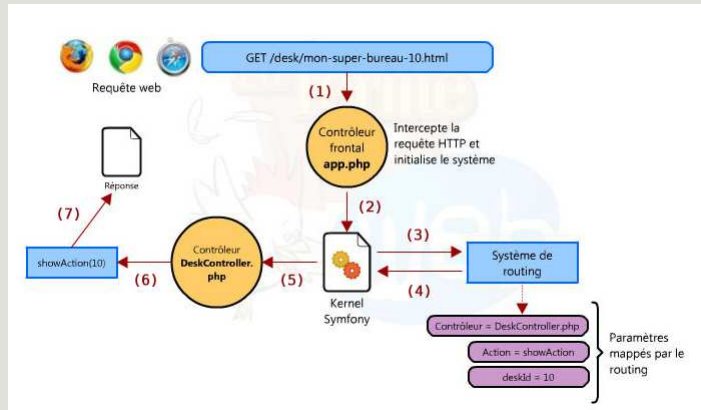 GET /desk/mon-super-bureau-10.html
Requête web
(1)
Contrôleur
frontal
app.php
Intercepte la
requête HTTP et
initialise le système
Réponse
(2)
(7)
(3)
showAction(10)
(6)
Contrôleur
DeskController.
php
(5)
Kernel
Symfony
(4)
Système de
routing
Contrôleur = DeskController.php
Action = showAction
deskId = 10
Paramètres
mappés par le
routing